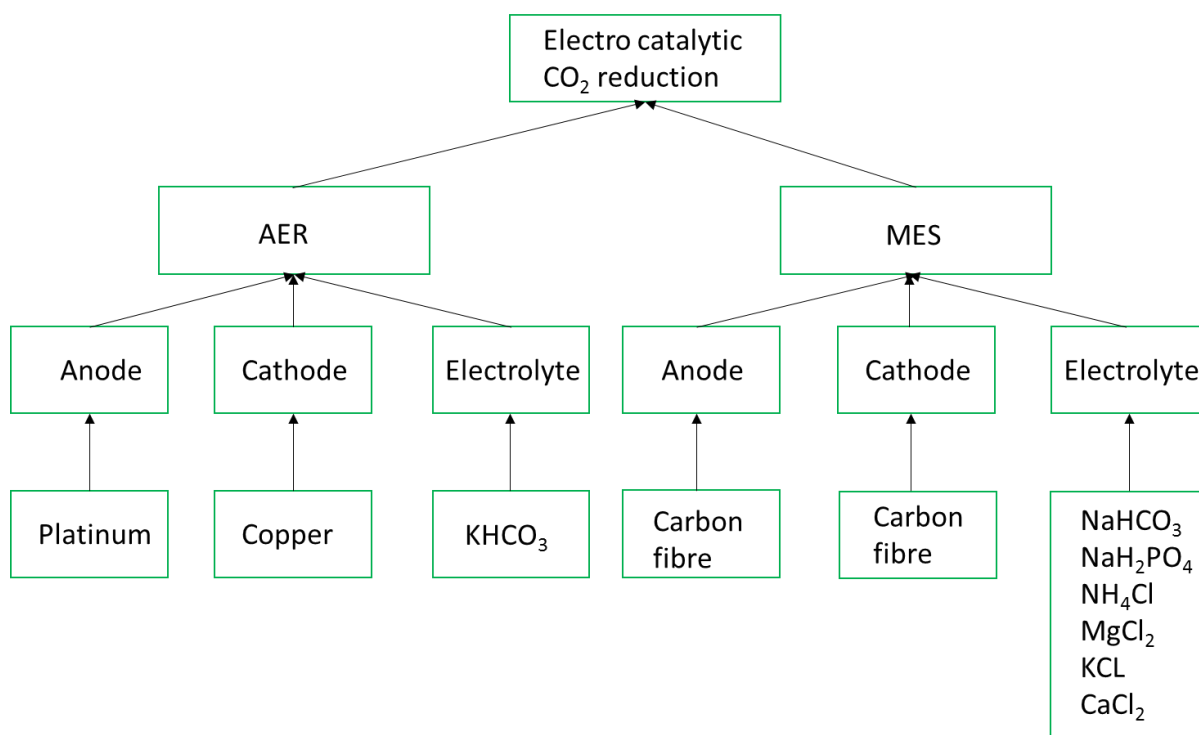 Electro catalytic
CO₂ reduction
AER
MES
Anode
Cathode
Electrolyte
Anode
Cathode
Electrolyte
Platinum
Copper
KHCO₃
Carbon
fibre
Carbon
fibre
NaHCO₃
NaH₂PO₄
NH₄Cl
MgCl₂
KCL
CaCl₂